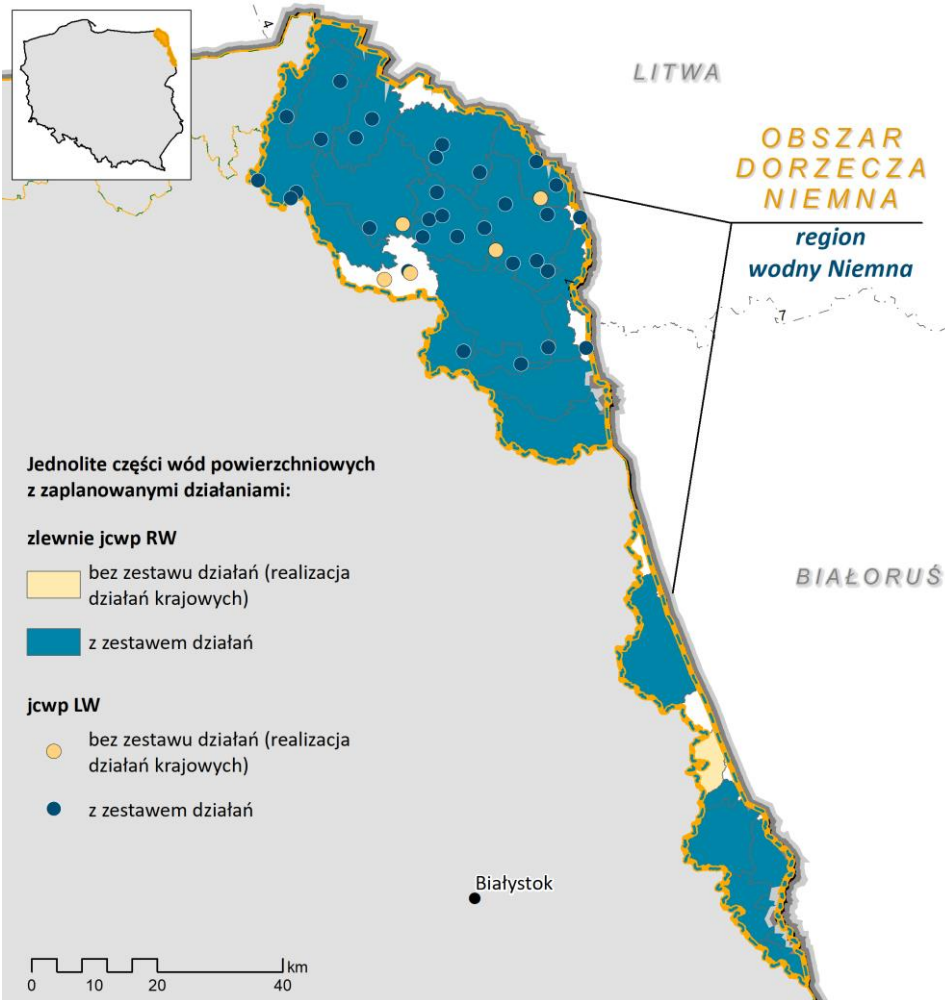 4
LITWA
OBSZAR
DORZECZA
NIEMNA
region
wodny Niemna
7
BIAŁORUŚ
Jednolite części wód powierzchniowych
z zaplanowanymi działaniami:
zlewnie jcwp RW
bez zestawu działań (realizacja
działań krajowych)
z zestawem działań
jcwp LW
bez zestawu działań (realizacja
działań krajowych)
z zestawem działań
Białystok
km
0 10 20 40